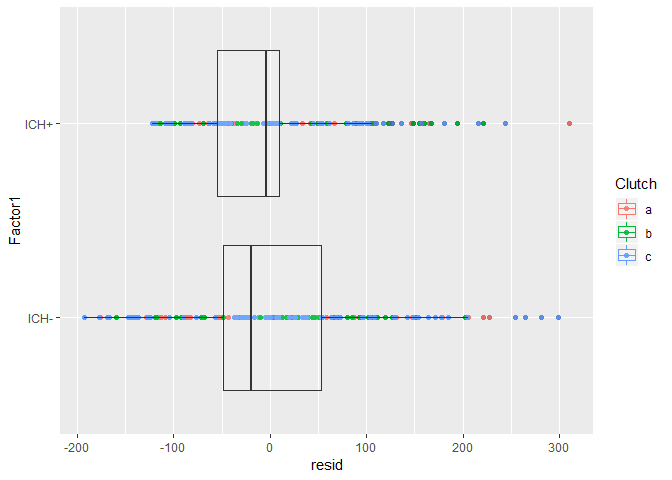 ICH+
Factor1
ICH-
-200
-100
0
100
200
300
resid
Clutch
a
b
c